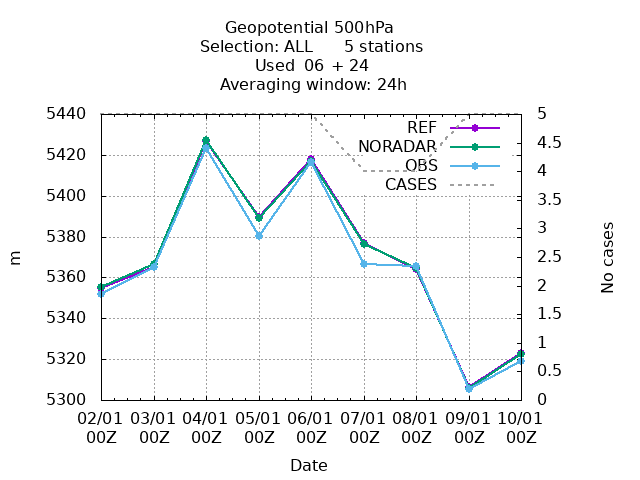 Geopotential 500hPa
Selection: ALL 5 stations
Used 06 + 24
Averaging window: 24h
5440
5420
5400
5380
5360
5340
5320
5300
m
5
4.5
4
3.5
3
2.5
2
1.5
1
0.5
0
No cases
REF
NORADAR
OBS
CASES
02/01 03/01 04/01 05/01 06/01 07/01 08/01 09/01 10/01
00Z 00Z 00Z 00Z 00Z 00Z 00Z 00Z 00Z
Date